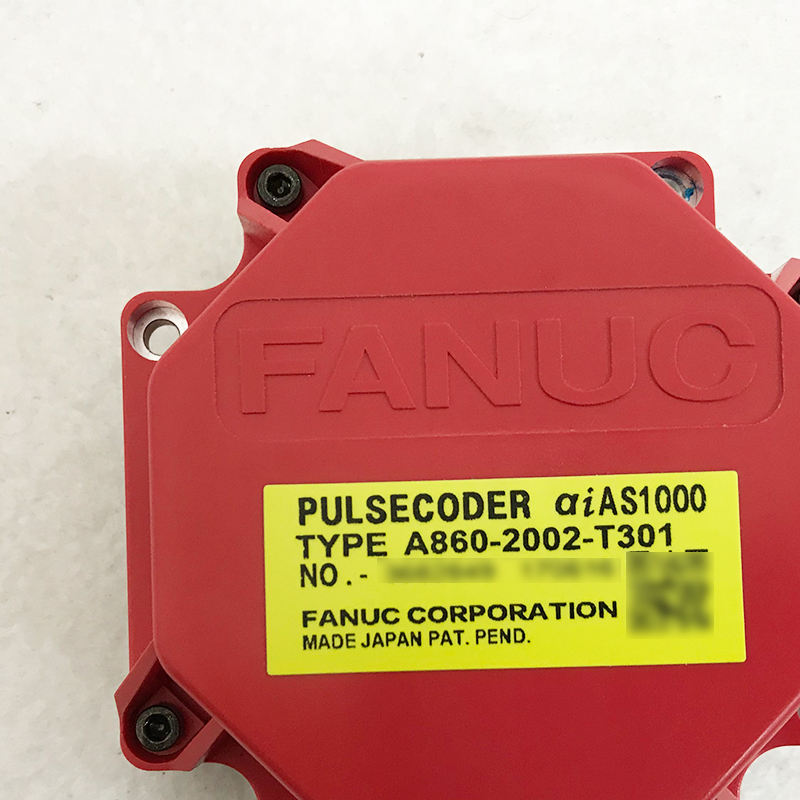 FANUC
PULSECODER αiAS1000
TYPE A860-2002-T301
NO.-
FANUC CORPORATION
MADE JAPAN PAT. PEND.